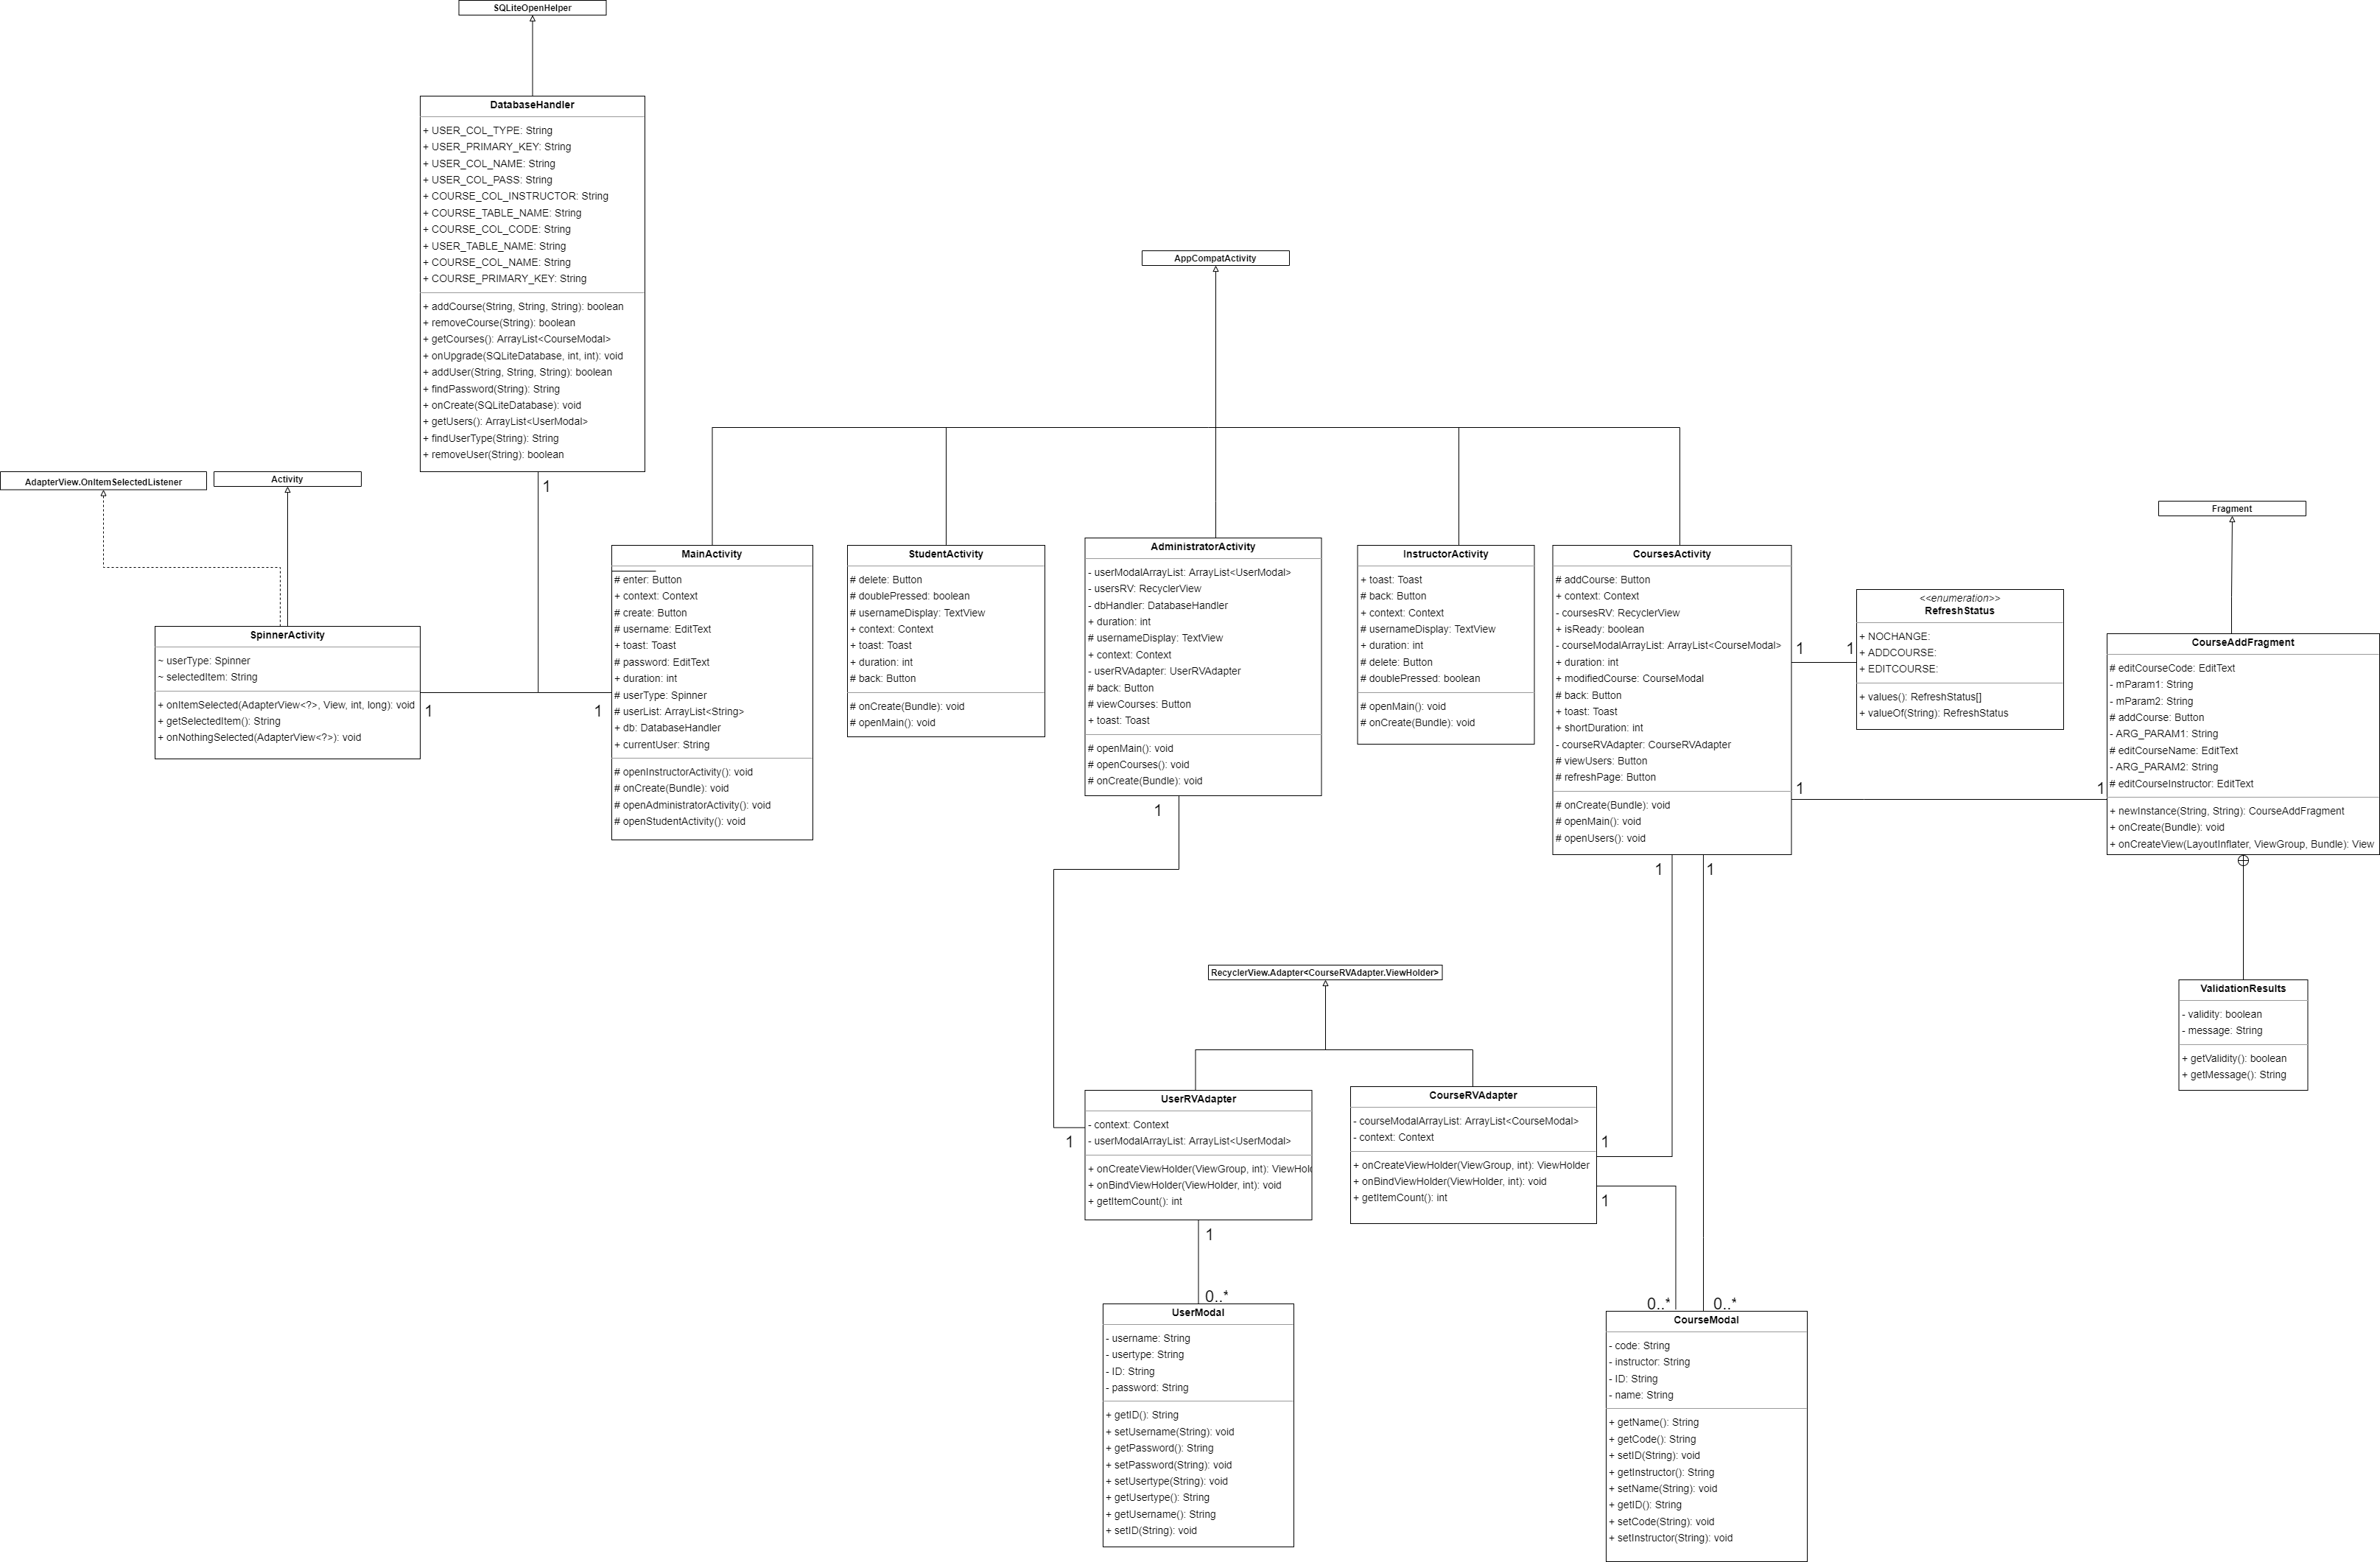 SQLiteOpenHelper
DatabaseHandler
+ USER_COL_TYPE: String
+ USER_PRIMARY_KEY: String
+ USER_COL_NAME: String
+ USER_COL_PASS: String
+ COURSE_COL_INSTRUCTOR: String
+ COURSE_TABLE_NAME: String
+ COURSE_COL_CODE: String
+ USER_TABLE_NAME: String
+ COURSE_COL_NAME: String
+ COURSE_PRIMARY_KEY: String
+ addCourse(String, String, String): boolean
+ removeCourse(String): boolean
+ getCourses(): ArrayList<CourseModal>
+ onUpgrade(SQLiteDatabase, int, int): void
+ addUser(String, String, String): boolean
+ findPassword(String): String
+ onCreate(SQLiteDatabase): void
+ getUsers(): ArrayList<UserModal>
+ findUserType(String): String
+ removeUser(String): boolean
1
AdapterView.OnItemSelectedListener
Activity
SpinnerActivity
~ userType: Spinner
~ selectedItem: String
+ onItemSelected(AdapterView<?>, View, int, long): void
+ getSelectedItem(): String
+ onNothingSelected(AdapterView<?>): void
1
1
AppCompatActivity
MainActivity
# enter: Button
+ context: Context
# create: Button
# username: EditText
+ toast: Toast
# password: EditText
+ duration: int
# userType: Spinner
# userList: ArrayList<String>
+ db: DatabaseHandler
+ currentUser: String
# openInstructorActivity(): void
# onCreate(Bundle): void
# openAdministratorActivity(): void
# openStudentActivity(): void
StudentActivity
# delete: Button
# doublePressed: boolean
# usernameDisplay: TextView
+ context: Context
+ toast: Toast
+ duration: int
# back: Button
# onCreate(Bundle): void
# openMain(): void
AdministratorActivity
- userModalArrayList: ArrayList<UserModal>
- usersRV: RecyclerView
- dbHandler: DatabaseHandler
+ duration: int
# usernameDisplay: TextView
+ context: Context
- userRVAdapter: UserRVAdapter
# back: Button
# viewCourses: Button
+ toast: Toast
# openMain(): void
# openCourses(): void
# onCreate(Bundle): void
1
InstructorActivity
+ toast: Toast
# back: Button
+ context: Context
# usernameDisplay: TextView
+ duration: int
# delete: Button
# doublePressed: boolean
# openMain(): void
# onCreate(Bundle): void
CoursesActivity
# addCourse: Button
+ context: Context
- coursesRV: RecyclerView
+ isReady: boolean
- courseModalArrayList: ArrayList<CourseModal>
+ duration: int
+ modifiedCourse: CourseModal
# back: Button
+ toast: Toast
+ shortDuration: int
- courseRVAdapter: CourseRVAdapter
# viewUsers: Button
# refreshPage: Button
# onCreate(Bundle): void
# openMain(): void
# openUsers(): void
1
1
1
1
1
1
<<enumeration>>
RefreshStatus
+ NOCHANGE:
+ ADDCOURSE:
+ EDITCOURSE:
+ values(): RefreshStatus[]
+ valueOf(String): RefreshStatus
Fragment
CourseAddFragment
# editCourseCode: EditText
- mParam1: String
- mParam2: String
# addCourse: Button
- ARG_PARAM1: String
# editCourseName: EditText
- ARG_PARAM2: String
# editCourseInstructor: EditText
+ newInstance(String, String): CourseAddFragment
+ onCreate(Bundle): void
+ onCreateView(LayoutInflater, ViewGroup, Bundle): View
ValidationResults
- validity: boolean
- message: String
+ getValidity(): boolean
+ getMessage(): String
RecyclerView.Adapter<CourseRVAdapter.ViewHolder>
1
UserRVAdapter
- context: Context
- userModalArrayList: ArrayList<UserModal>
+ onCreateViewHolder(ViewGroup, int): ViewHol
+ onBindViewHolder(ViewHolder, int): void
+ getItemCount(): int
1
CourseRVAdapter
- courseModalArrayList: ArrayList<CourseModal>
- context: Context
+ onCreateViewHolder(ViewGroup, int): ViewHolder
+ onBindViewHolder(ViewHolder, int): void
+ getItemCount(): int
1
1
0..*
UserModal
- username: String
- usertype: String
- ID: String
- password: String
+ getID(): String
+ setUsername(String): void
+ getPassword(): String
+ setPassword(String): void
+ setUsertype(String): void
+ getUsertype(): String
+ getUsername(): String
+ setID(String): void
0..*
0..*
CourseModal
- code: String
- instructor: String
- ID: String
- name: String
+ getName(): String
+ getCode(): String
+ setID(String): void
+ getInstructor(): String
+ setName(String): void
+ getID(): String
+ setCode(String): void
+ setInstructor(String): void